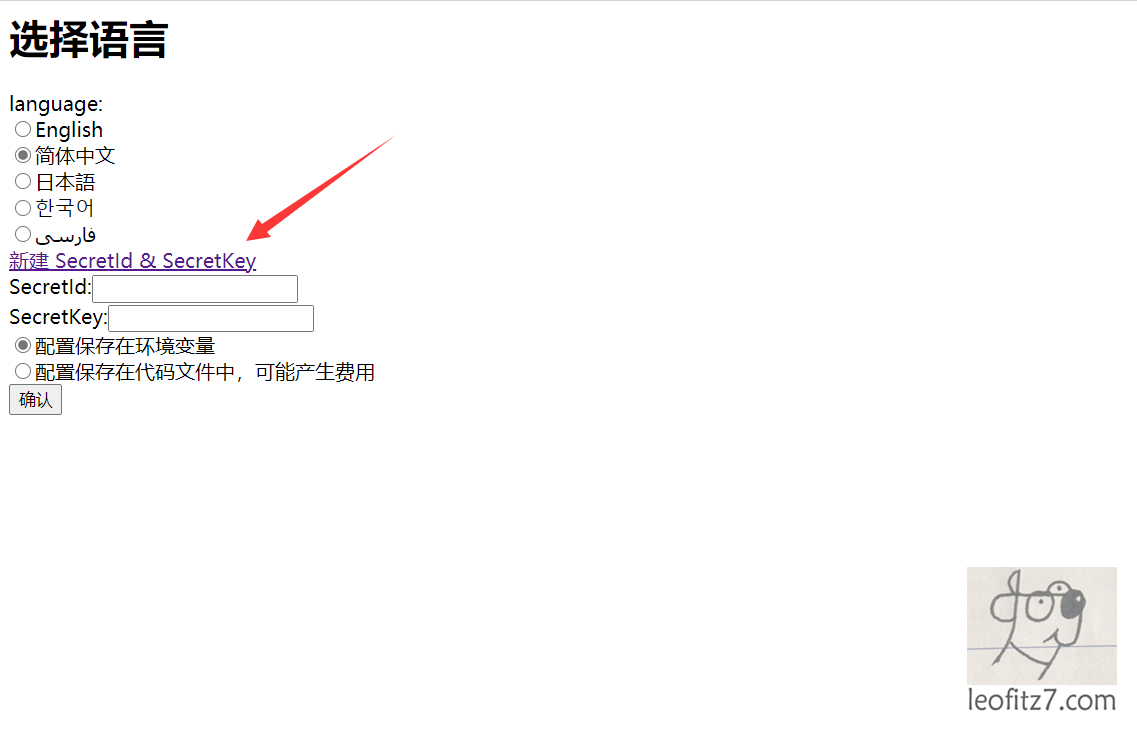 选择语言
language:
English
简体中文
日本語
한국어
فارسی
新建 SecretId & SecretKey
SecretId:
SecretKey:
配置保存在环境变量
配置保存在代码文件中，可能产生费用
确认
leofitz7.com